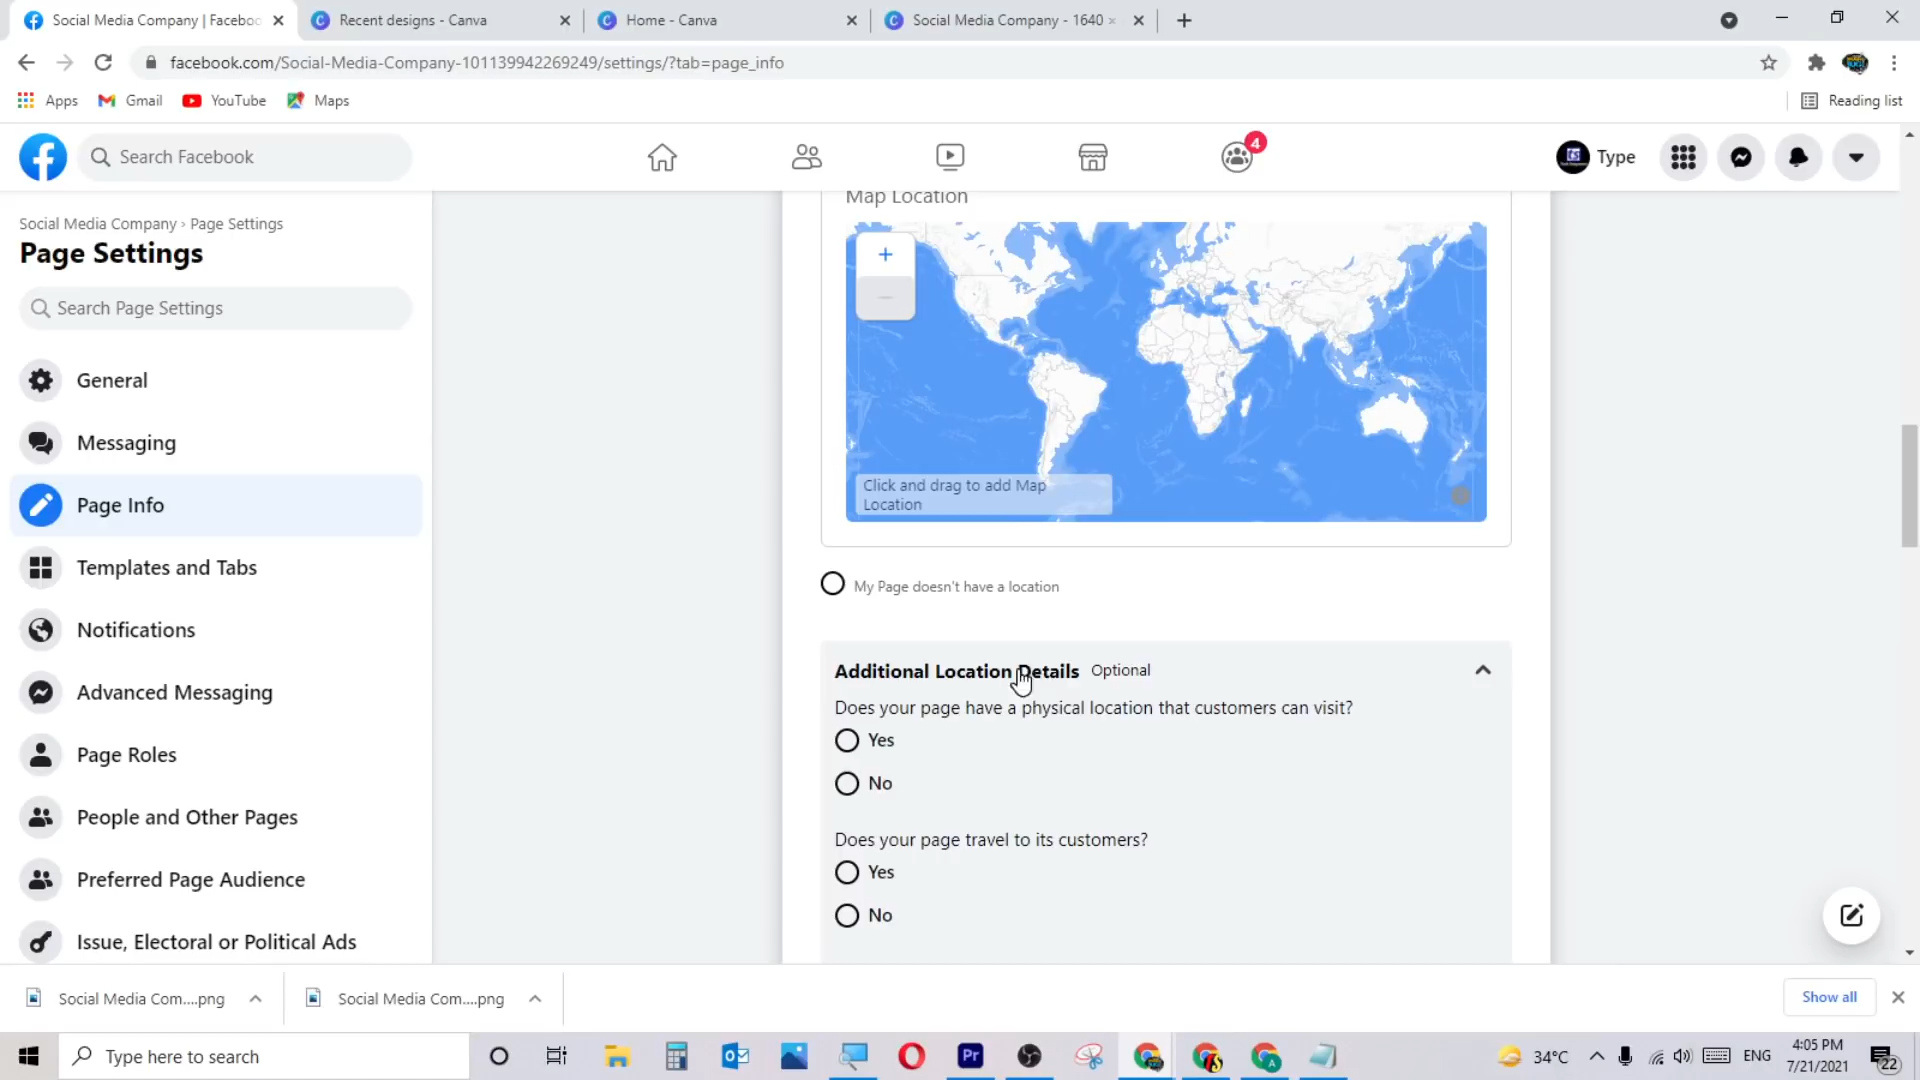 Social Media Company | Faceboo
Recent designs - Canva
Home - Canva
Social Media Company - 1640 ×
facebook.com/Social-Media-Company-101139942269249/settings/?tab=page_info
Apps
Gmail
YouTube
Maps
Reading list
Search Facebook
4
Type
Social Media Company › Page Settings
Page Settings
Search Page Settings
General
Messaging
Page Info
Templates and Tabs
Notifications
Advanced Messaging
Page Roles
People and Other Pages
Preferred Page Audience
Issue, Electoral or Political Ads
Map Location
Click and drag to add Map
Location
My Page doesn't have a location
Additional Location Details Optional
Does your page have a physical location that customers can visit?
Yes
No
Does your page travel to its customers?
Yes
No
Social Media Com....png
Social Media Com....png
Show all
Type here to search
Pr
34°C
ENG
4:05 PM
7/21/2021
22